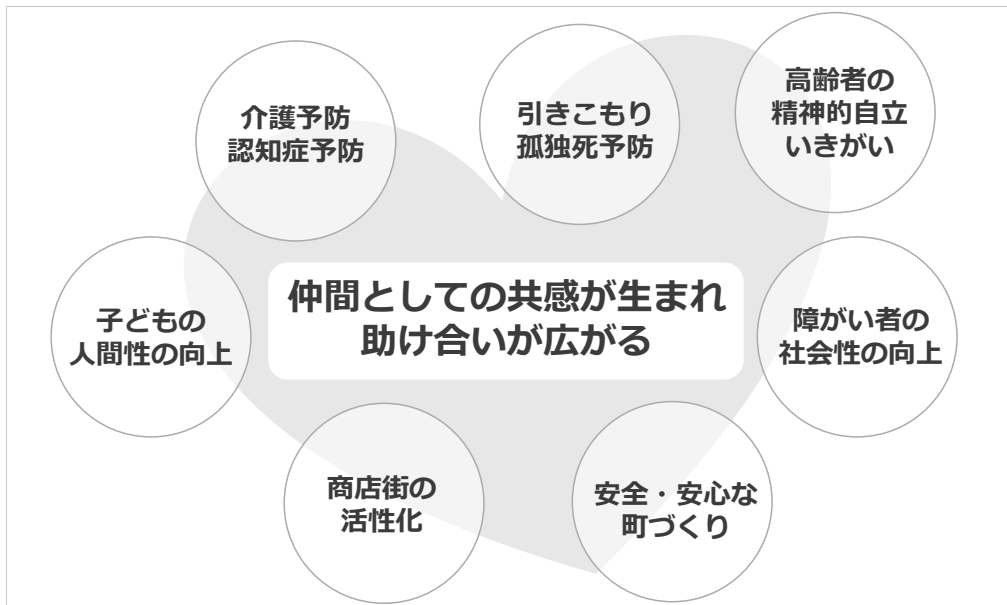 介護予防
認知症予防
引きこもり
孤独死予防
高齢者の
精神的自立
いきがい
仲間としての共感が生まれ
助け合いが広がる
子どもの
人間性の向上
障がい者の
社会性の向上
商店街の
活性化
安全・安心な
町づくり